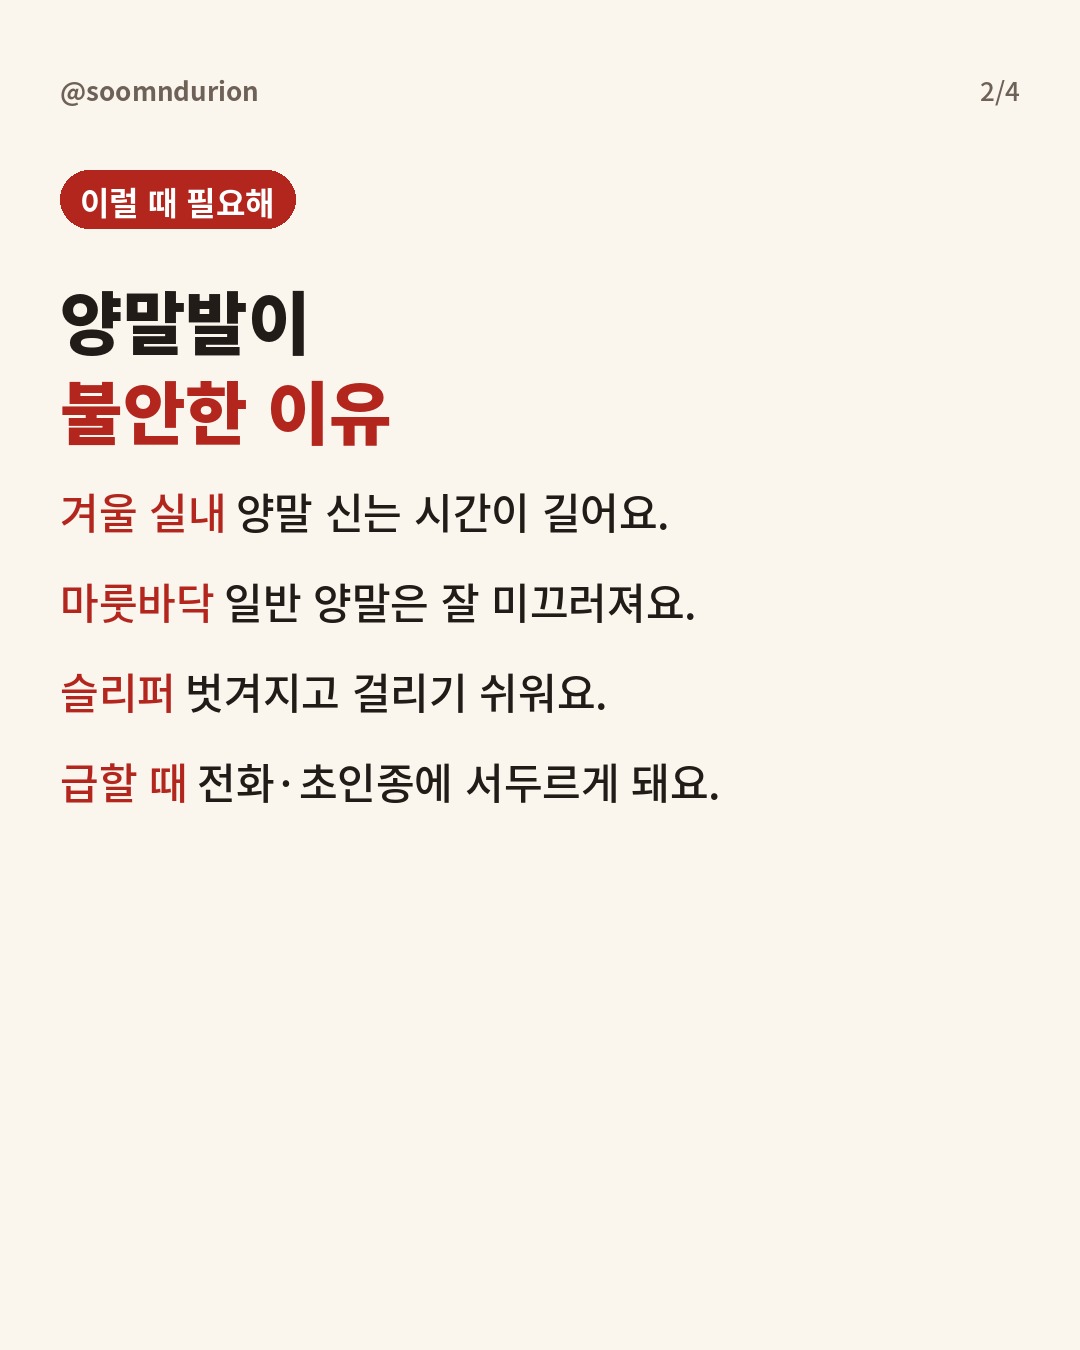 @soomndurion
2/4
이럴 때 필요해
양말발이
불안한 이유
겨울 실내 양말 신는 시간이 길어요.
마룻바닥 일반 양말은 잘 미끄러져요.
슬리퍼 벗겨지고 걸리기 쉬워요.
급할 때 전화·초인종에 서두르게 돼요.